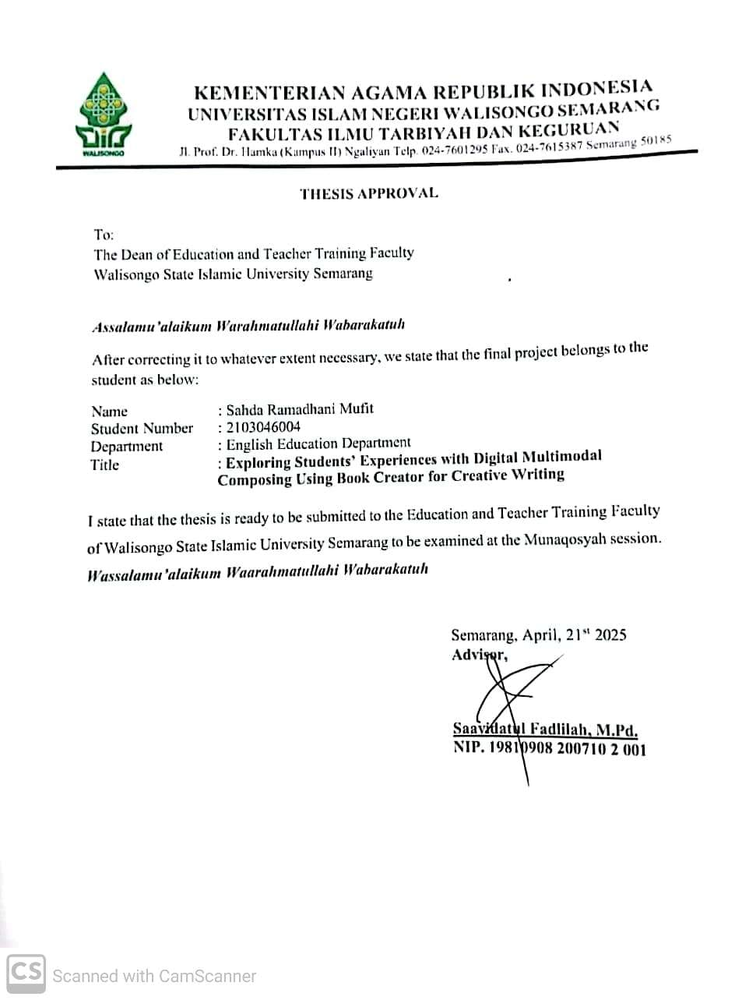 WALISONGO
KEMENTERIAN AGAMA REPUBLIK INDONESIA
UNIVERSITAS ISLAM NEGERI WALISONGO SEMARANG
FAKULTAS ILMU TARBIYAH DAN KEGURUAN
Jl. Prof. Dr. Hamka (Kampus II) Ngaliyan Telp. 024-7601295 Fax. 024-7615387 Semarang 50185
THESIS APPROVAL
To:
The Dean of Education and Teacher Training Faculty
Walisongo State Islamic University Semarang
Assalamu'alaikum Warahmatullahi Wabarakatuh
After correcting it to whatever extent necessary, we state that the final project belongs to the
student as below:
Name : Sahda Ramadhani Mufit
Student Number : 2103046004
Department : English Education Department
Title : Exploring Students' Experiences with Digital Multimodal
Composing Using Book Creator for Creative Writing
I state that the thesis is ready to be submitted to the Education and Teacher Training Faculty
of Walisongo State Islamic University Semarang to be examined at the Munaqosyah session.
Wassalamu'alaikum Waarahmatullahi Wabarakatuh
Semarang, April, 21st 2025
Advisor,
Saavidatul Fadlilah, M.Pd.
NIP. 19810908 200710 2 001
CS Scanned with CamScanner